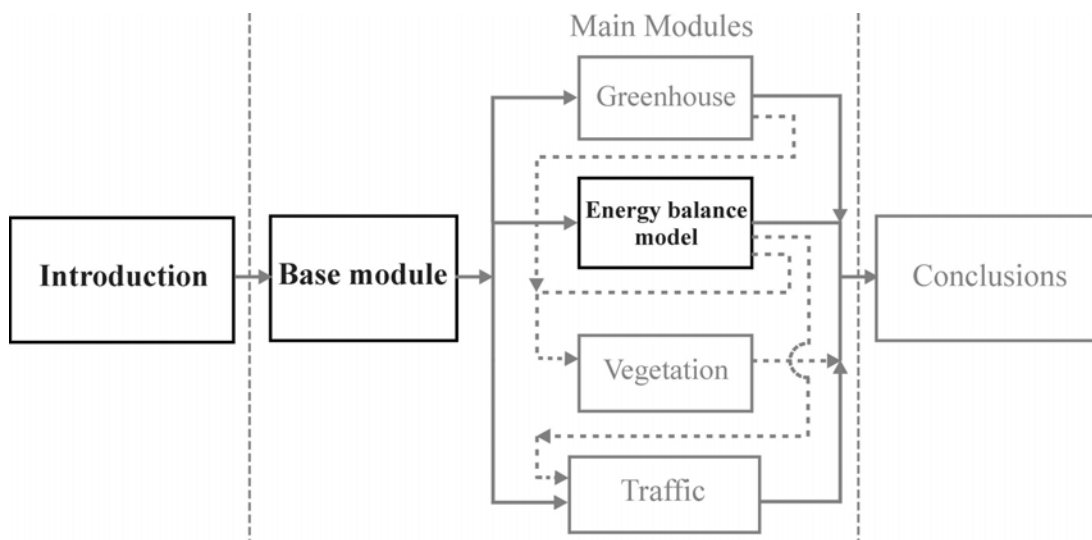 Main Modules
Greenhouse
Energy balance
model
Introduction
Base module
Conclusions
Vegetation
Traffic